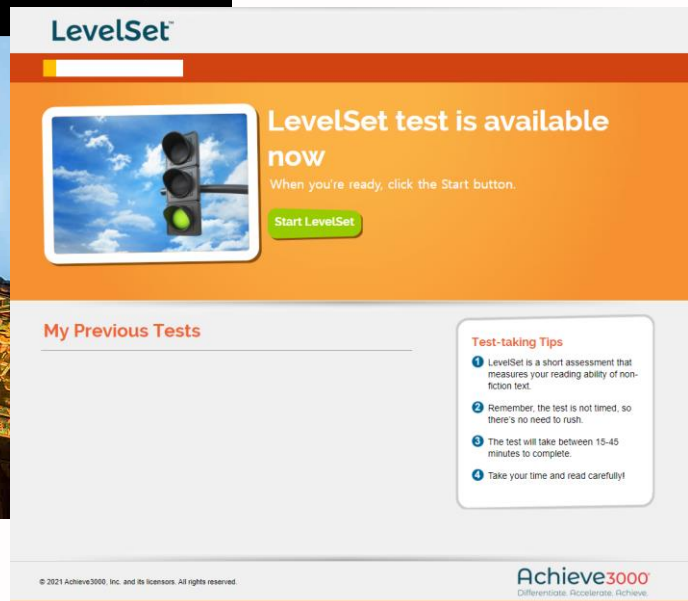 LevelSet™
LevelSet test is available
now
When you're ready, click the Start button.
Start LevelSet
My Previous Tests
Test-taking Tips
1 LevelSet is a short assessment that
measures your reading ability of non-
fiction text.
2 Remember, the test is not timed, so
there's no need to rush.
3 The test will take between 15-45
minutes to complete.
4 Take your time and read carefully!
© 2021 Achieve3000, Inc. and its licensors. All rights reserved.
Achieve3000®
Differentiate. Accelerate. Achieve.